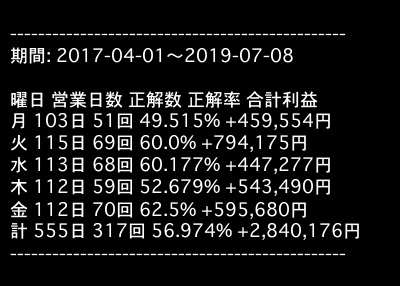 ------------------------------------------------
期間: 2017-04-01～2019-07-08
曜日 営業日数 正解数 正解率 合計利益
月 103日 51回 49.515% +459,554円
火 115日 69回 60.0% +794,175円
水 113日 68回 60.177% +447,277円
木 112日 59回 52.679% +543,490円
金 112日 70回 62.5% +595,680円
計 555日 317回 56.974% +2,840,176円
------------------------------------------------